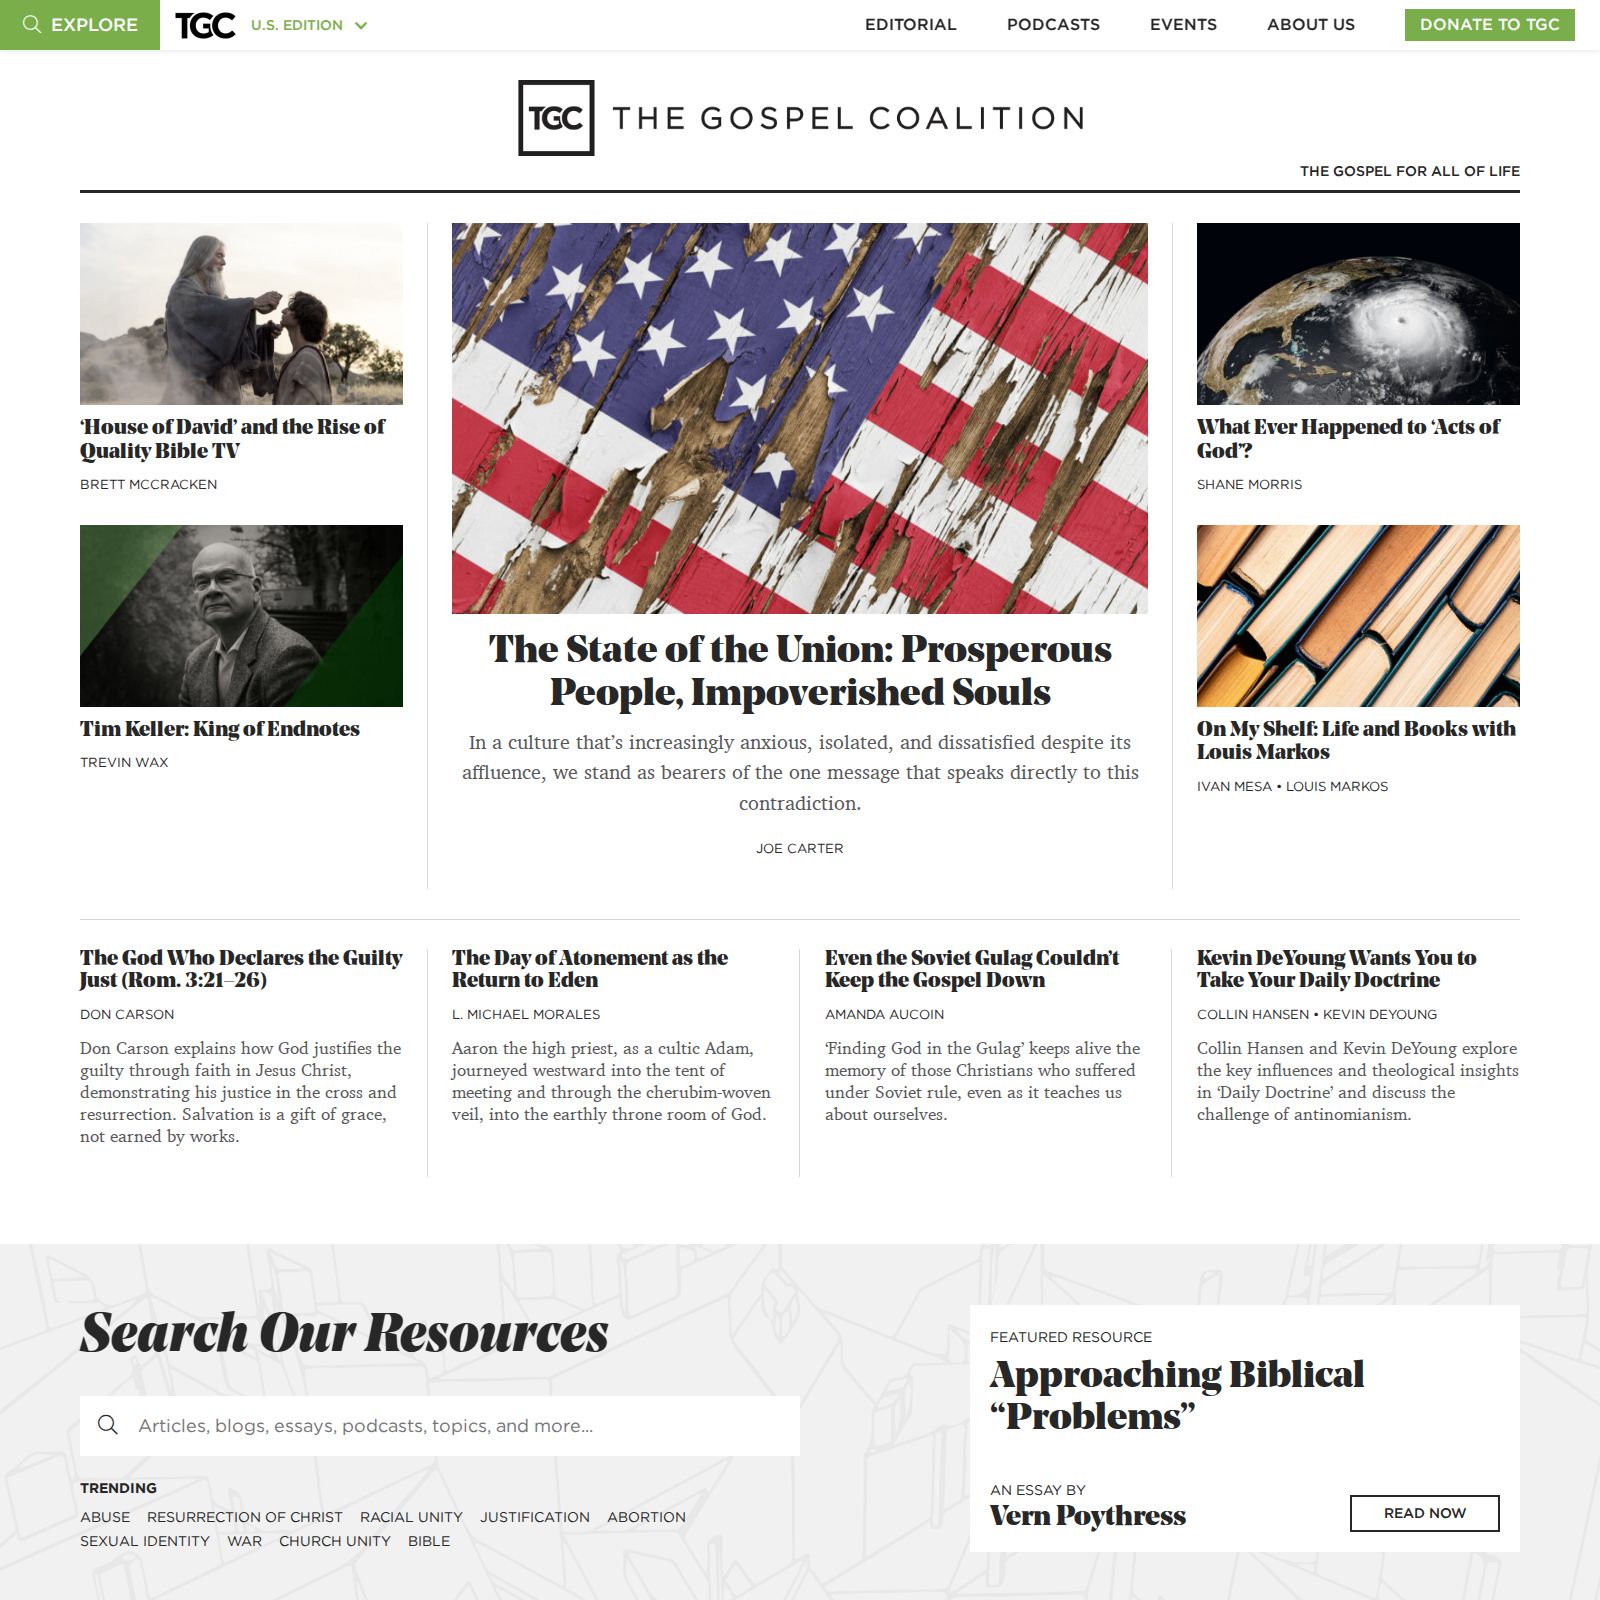 EXPLORE
TGC
U.S. EDITION
EDITORIAL
PODCASTS
EVENTS
ABOUT US
DONATE TO TGC
TGC THE GOSPEL COALITION
THE GOSPEL FOR ALL OF LIFE
‘House of David’ and the Rise of
Quality Bible TV
BRETT MCCRACKEN
Tim Keller: King of Endnotes
TREVIN WAX
The State of the Union: Prosperous
People, Impoverished Souls
In a culture that’s increasingly anxious, isolated, and dissatisfied despite its
affluence, we stand as bearers of the one message that speaks directly to this
contradiction.
JOE CARTER
What Ever Happened to ‘Acts of
God’?
SHANE MORRIS
On My Shelf: Life and Books with
Louis Markos
IVAN MESA • LOUIS MARKOS
The God Who Declares the Guilty
Just (Rom. 3:21–26)
DON CARSON
Don Carson explains how God justifies the
guilty through faith in Jesus Christ,
demonstrating his justice in the cross and
resurrection. Salvation is a gift of grace,
not earned by works.
The Day of Atonement as the
Return to Eden
L. MICHAEL MORALES
Aaron the high priest, as a cultic Adam,
journeyed westward into the tent of
meeting and through the cherubim-woven
veil, into the earthly throne room of God.
Even the Soviet Gulag Couldn’t
Keep the Gospel Down
AMANDA AUCOIN
‘Finding God in the Gulag’ keeps alive the
memory of those Christians who suffered
under Soviet rule, even as it teaches us
about ourselves.
Kevin DeYoung Wants You to
Take Your Daily Doctrine
COLLIN HANSEN • KEVIN DEYOUNG
Collin Hansen and Kevin DeYoung explore
the key influences and theological insights
in ‘Daily Doctrine’ and discuss the
challenge of antinomianism.
Search Our Resources
Articles, blogs, essays, podcasts, topics, and more...
TRENDING
ABUSE RESURRECTION OF CHRIST RACIAL UNITY JUSTIFICATION ABORTION
SEXUAL IDENTITY WAR CHURCH UNITY BIBLE
FEATURED RESOURCE
Approaching Biblical
“Problems”
AN ESSAY BY
Vern Poythress
READ NOW